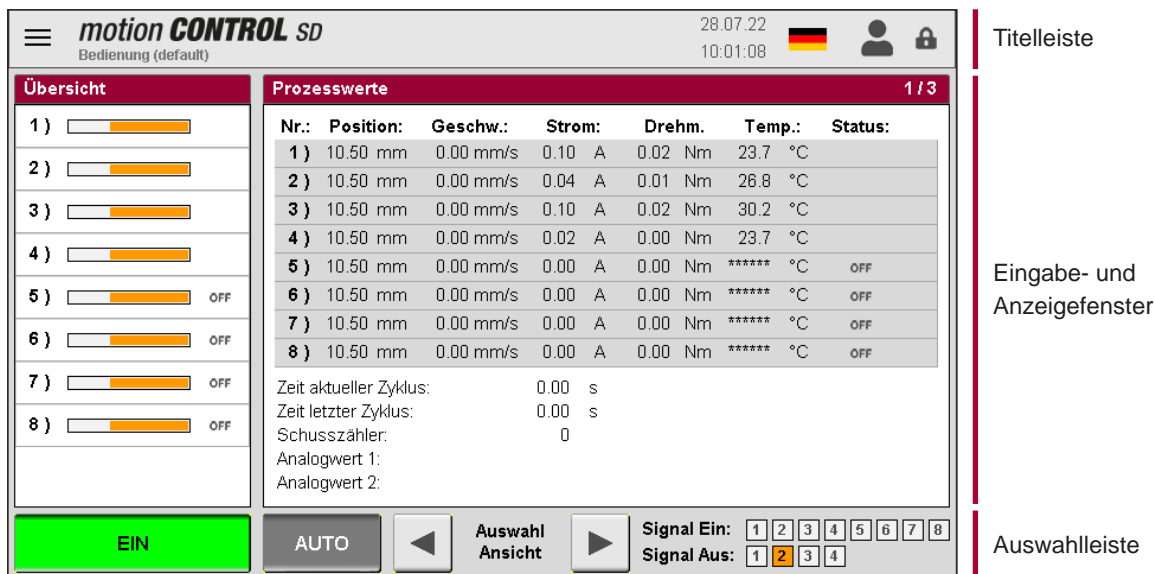 motion CONTROL SD
Bedienung (default)
28.07.22
10:01:08
Titelleiste
Übersicht
1)
2)
3)
4)
5) OFF
6) OFF
7) OFF
8) OFF
Prozesswerte 1/3
Nr.: Position: Geschw.: Strom: Drehm. Temp.: Status:
1) 10.50 mm 0.00 mm/s 0.10 A 0.02 Nm 23.7 °C
2) 10.50 mm 0.00 mm/s 0.04 A 0.01 Nm 26.8 °C
3) 10.50 mm 0.00 mm/s 0.10 A 0.02 Nm 30.2 °C
4) 10.50 mm 0.00 mm/s 0.02 A 0.00 Nm 23.7 °C
5) 10.50 mm 0.00 mm/s 0.00 A 0.00 Nm ****** °C OFF
6) 10.50 mm 0.00 mm/s 0.00 A 0.00 Nm ****** °C OFF
7) 10.50 mm 0.00 mm/s 0.00 A 0.00 Nm ****** °C OFF
8) 10.50 mm 0.00 mm/s 0.00 A 0.00 Nm ****** °C OFF
Zeit aktueller Zyklus: 0.00 s
Zeit letzter Zyklus: 0.00 s
Schusszähler: 0
Analogwert 1:
Analogwert 2:
Eingabe- und
Anzeigefenster
EIN
AUTO
Auswahl
Ansicht
Signal Ein: 1 2 3 4 5 6 7 8
Signal Aus: 1 2 3 4
Auswahlleiste